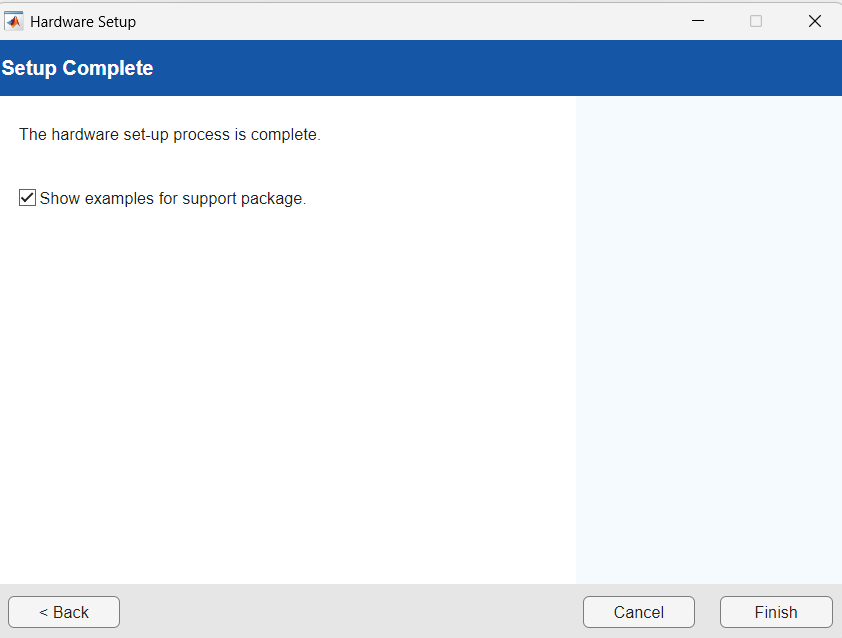 Hardware Setup
Setup Complete
The hardware set-up process is complete.
Show examples for support package.
< Back
Cancel
Finish